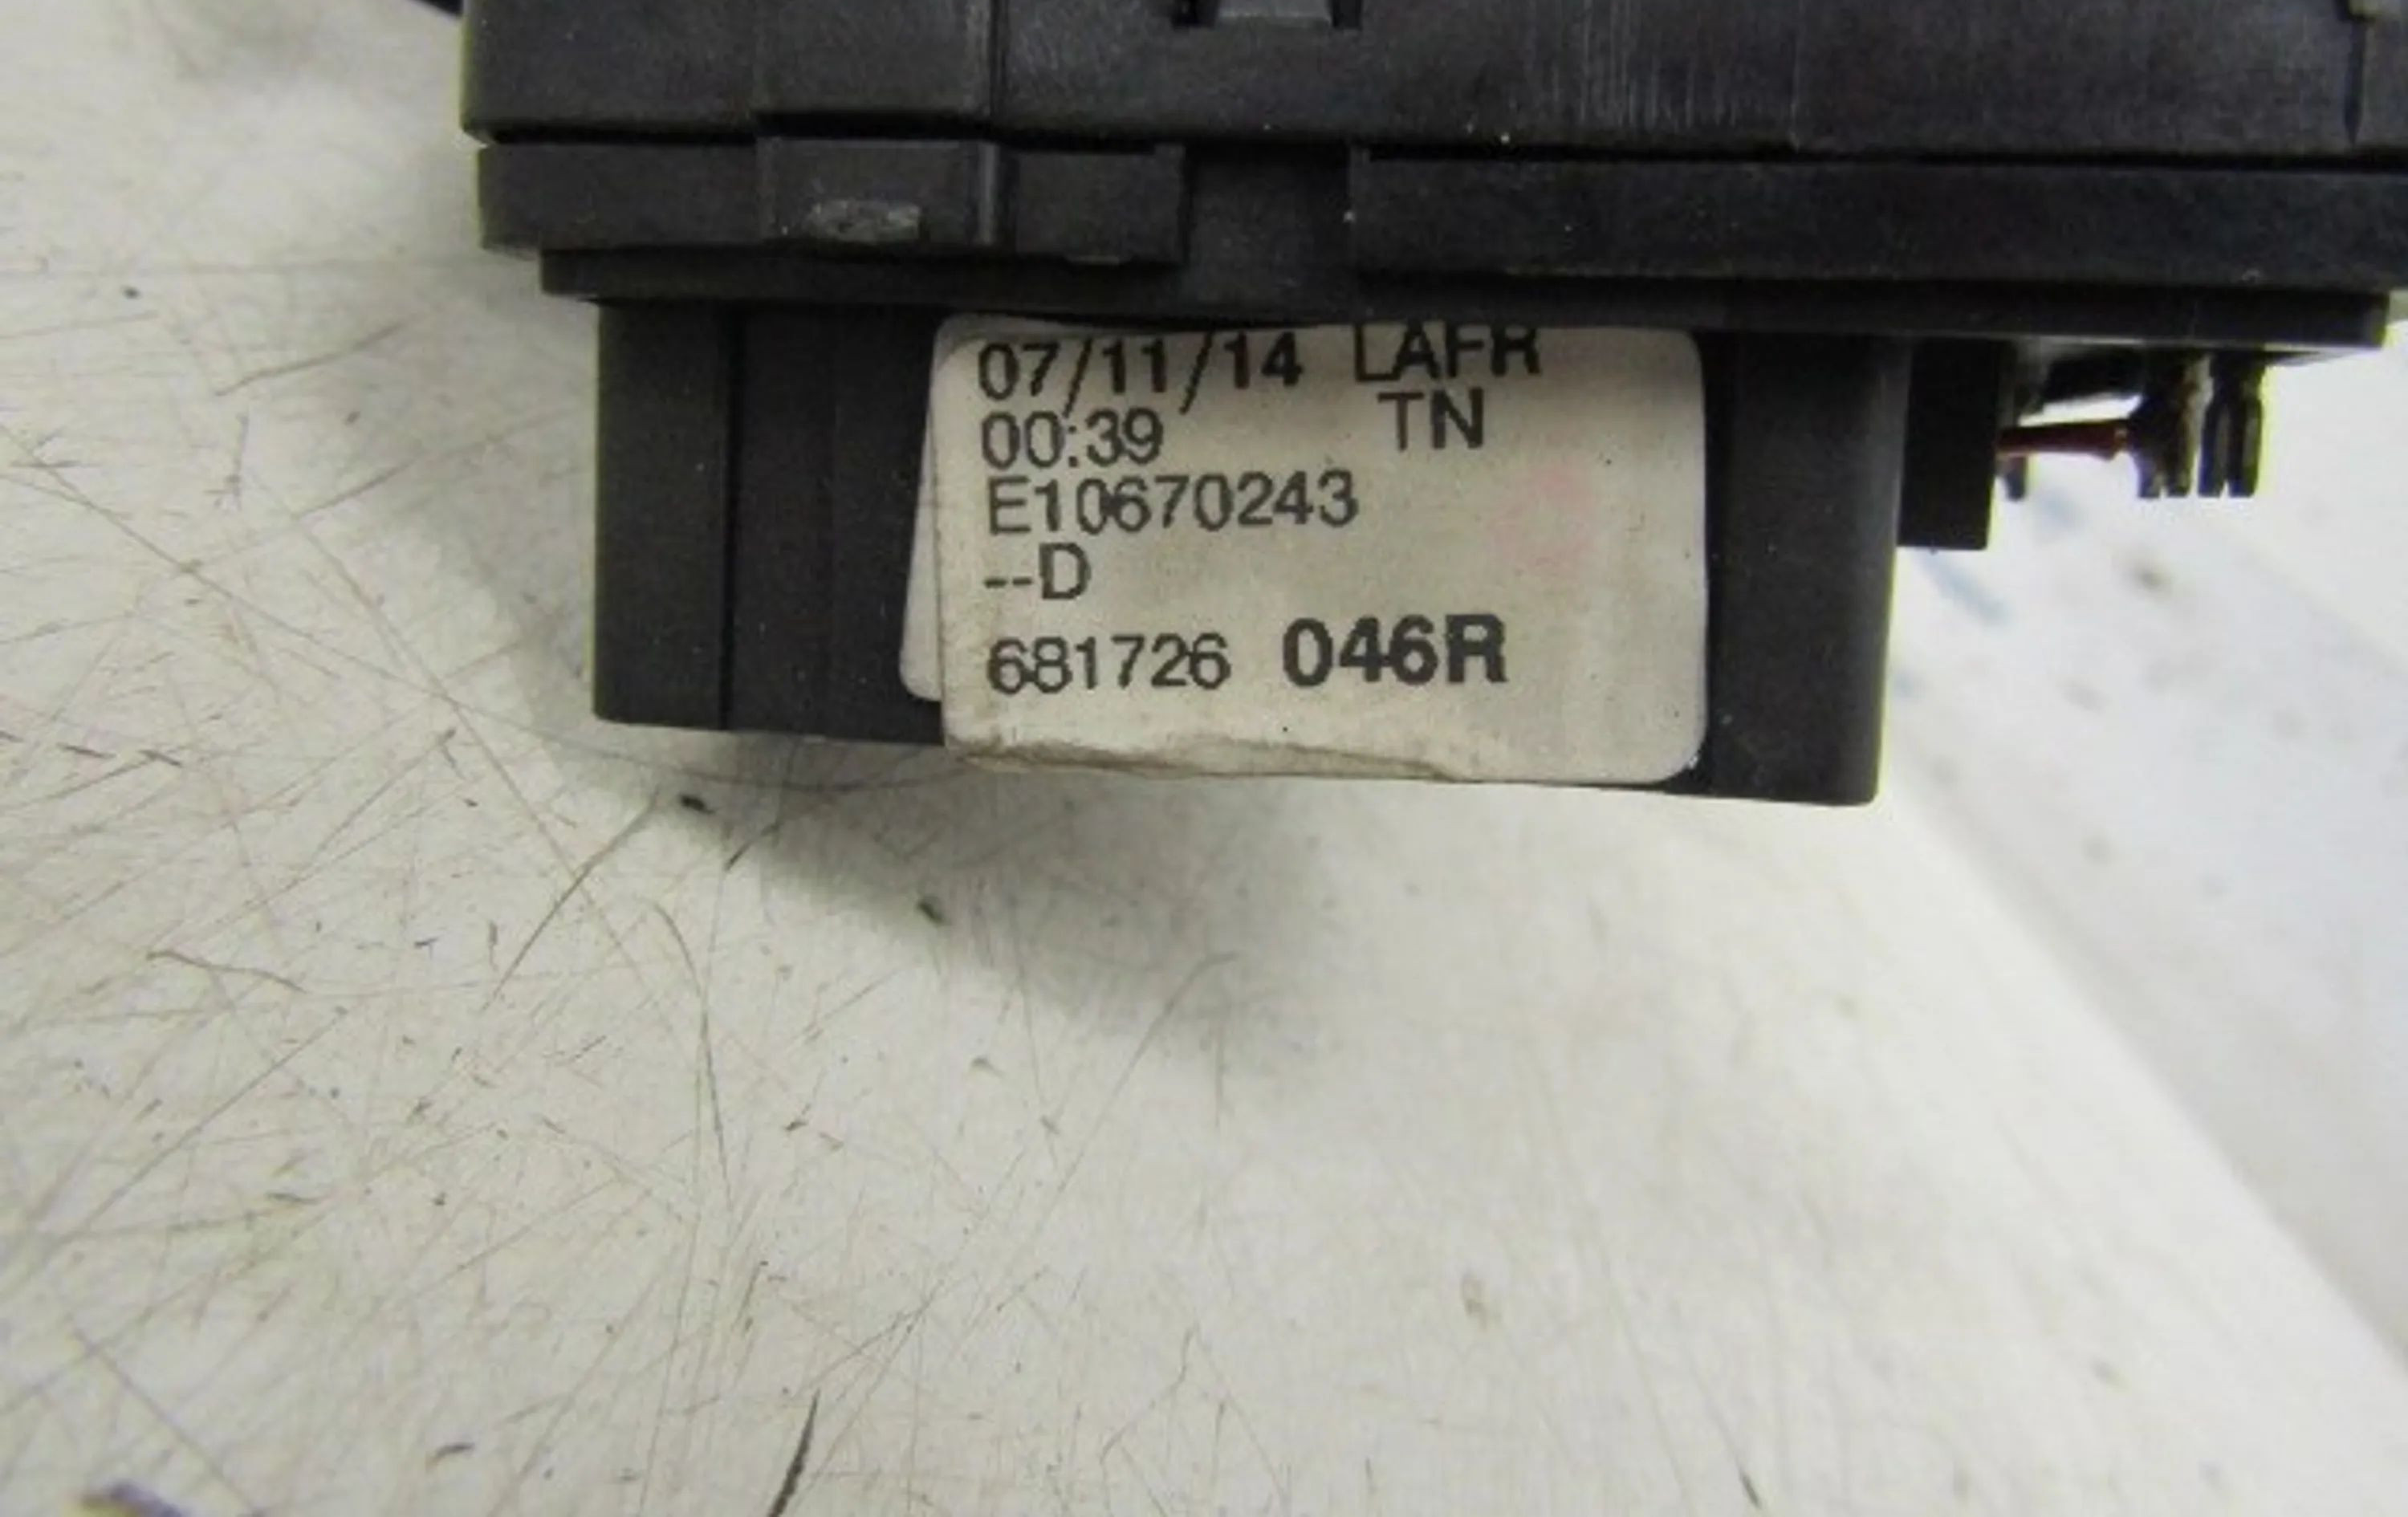 07/11/14 LAFR
00:39 TN
E10670243
--D
681726 046R